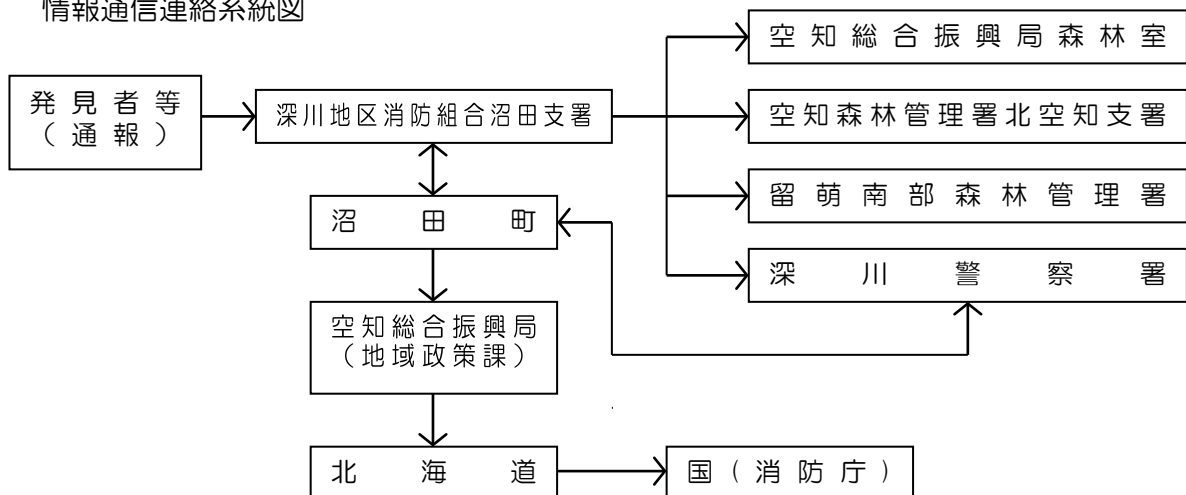 情報通信連絡系統図
空知総合振興局森林室
発見者等
(通報)
深川地区消防組合沼田支署
空知森林管理署北空知支署
留萌南部森林管理署
沼田町
深川警察署
空知総合振興局
(地域政策課)
北海道
国(消防庁)